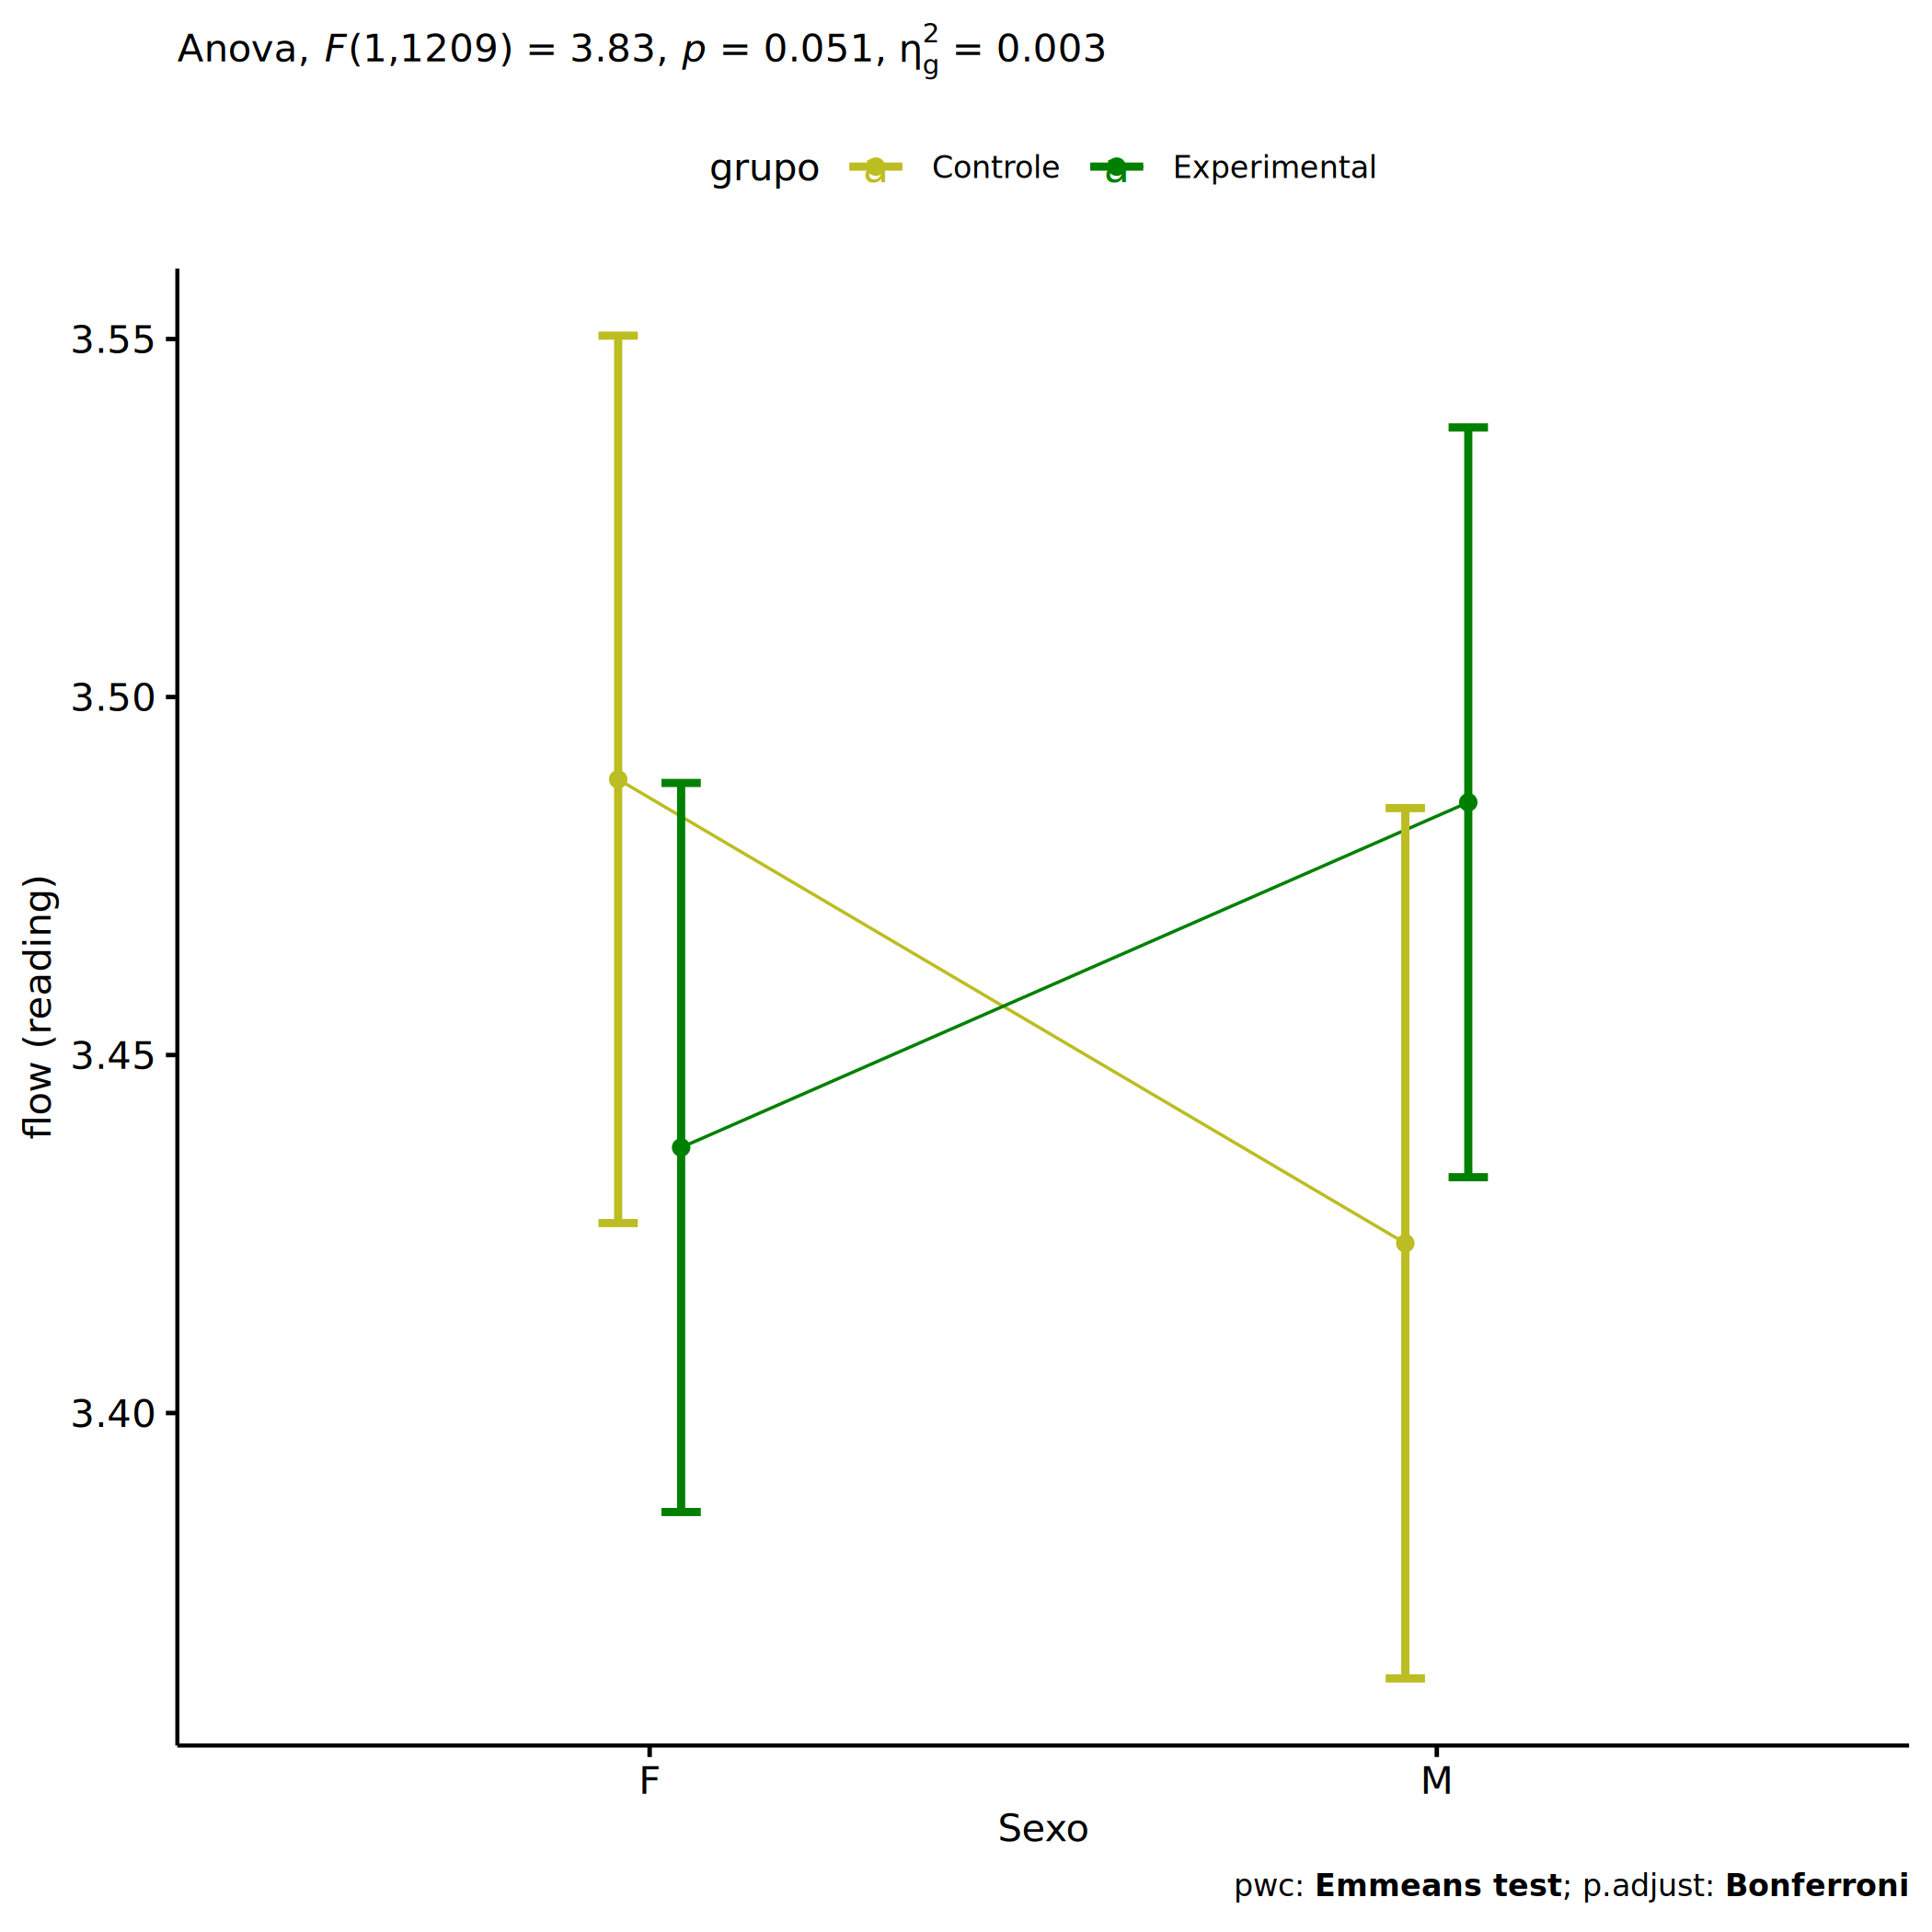 Anova, F(1,1209) = 3.83, p = 0.051, η²g = 0.003
grupo a Controle a Experimental
3.55
3.50
3.45
3.40
flow (reading)
F M
Sexo
pwc: Emmeans test; p.adjust: Bonferroni